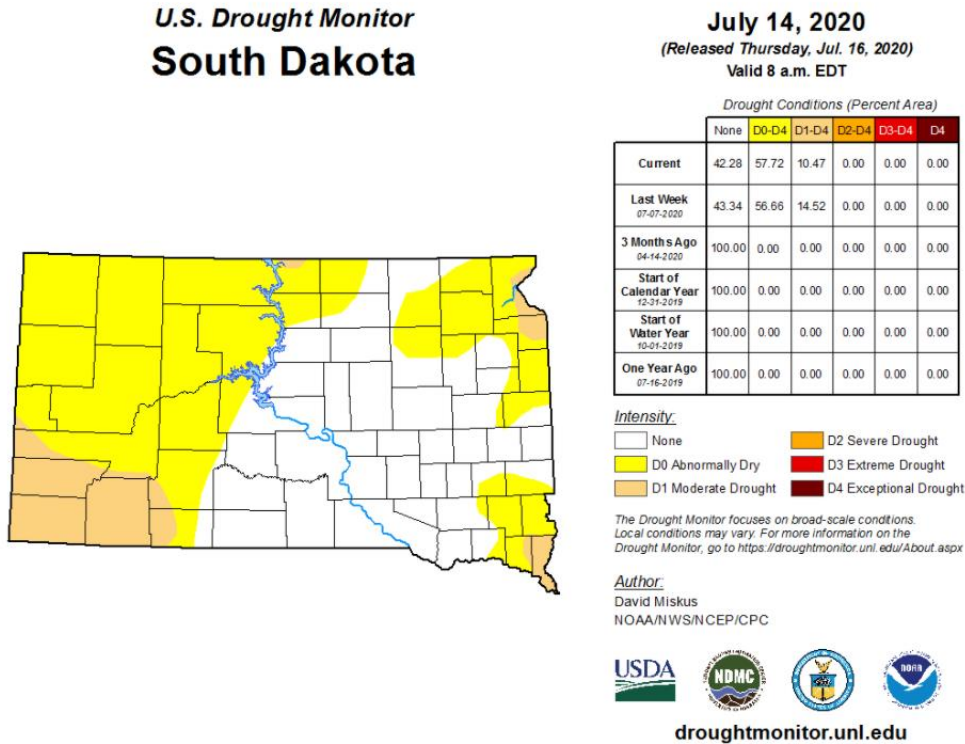 U.S. Drought Monitor
South Dakota
July 14, 2020
(Released Thursday, Jul. 16, 2020)
Valid 8 a.m. EDT
Drought Conditions (Percent Area)
None D0-D4 D1-D4 D2-D4 D3-D4 D4
Current 42.28 57.72 10.47 0.00 0.00 0.00
Last Week
07-07-2020 43.34 56.66 14.52 0.00 0.00 0.00
3 Months Ago
04-14-2020 100.00 0.00 0.00 0.00 0.00 0.00
Start of
Calendar Year
12-31-2019 100.00 0.00 0.00 0.00 0.00 0.00
Start of
Water Year
10-01-2019 100.00 0.00 0.00 0.00 0.00 0.00
One Year Ago
07-16-2019 100.00 0.00 0.00 0.00 0.00 0.00
Intensity:
None
D0 Abnormally Dry
D1 Moderate Drought
D2 Severe Drought
D3 Extreme Drought
D4 Exceptional Drought
The Drought Monitor focuses on broad-scale conditions.
Local conditions may vary. For more information on the
Drought Monitor, go to https://droughtmonitor.unl.edu/About.aspx
Author:
David Miskus
NOAA/NWS/NCEP/CPC
USDA
NDMC
NOAA
droughtmonitor.unl.edu